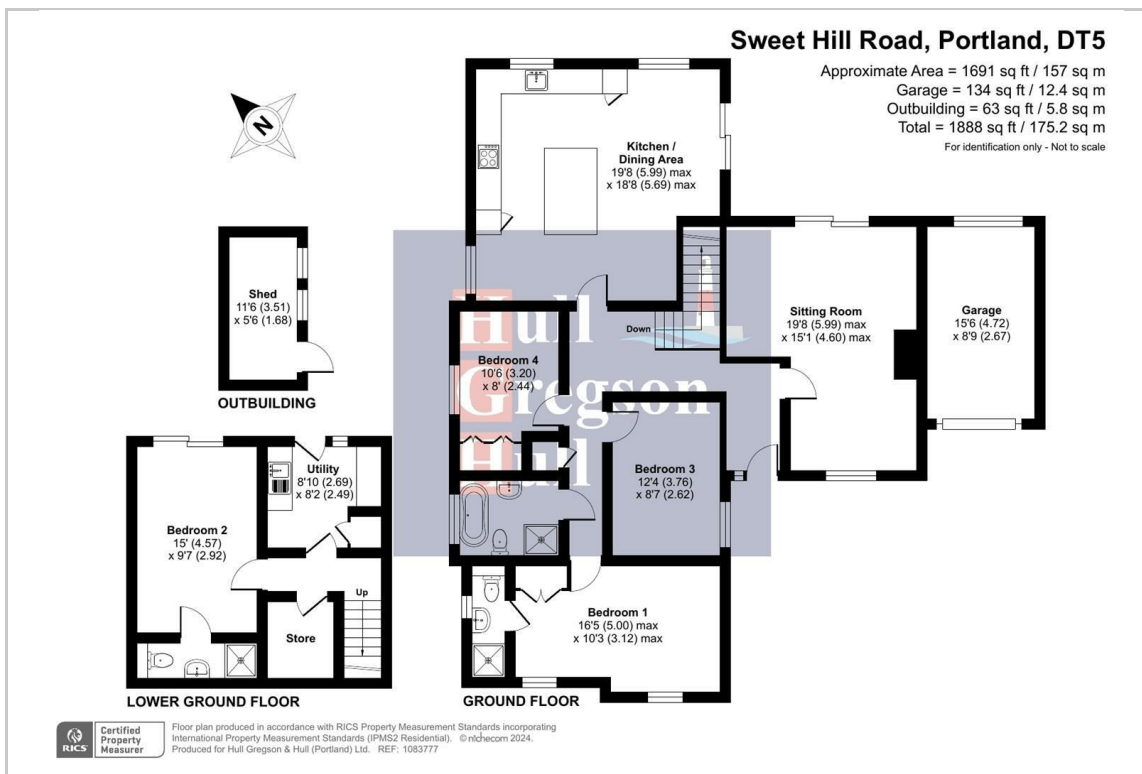 Sweet Hill Road, Portland, DT5
Approximate Area = 1691 sq ft / 157 sq m
Garage = 134 sq ft / 12.4 sq m
Outbuilding = 63 sq ft / 5.8 sq m
Total = 1888 sq ft / 175.2 sq m
For identification only - Not to scale
N
Kitchen /
Dining Area
19'8 (5.99) max
x 18'8 (5.69) max
Shed
11'6 (3.51)
x 5'6 (1.68)
OUTBUILDING
Sitting Room
19'8 (5.99) max
x 15'1 (4.60) max
Garage
15'6 (4.72)
x 8'9 (2.67)
Down
Hull
Gregson
Hull
Bedroom 4
10'6 (3.20)
x 8' (2.44)
Bedroom 3
12'4 (3.76)
x 8'7 (2.62)
Utility
8'10 (2.69)
x 8'2 (2.49)
Bedroom 2
15' (4.57)
x 9'7 (2.92)
Up
Store
Bedroom 1
16'5 (5.00) max
x 10'3 (3.12) max
LOWER GROUND FLOOR
GROUND FLOOR
RICS
Certified
Property
Measurer
Floor plan produced in accordance with RICS Property Measurement Standards incorporating
International Property Measurement Standards (IPMS2 Residential). © ntchecom 2024.
Produced for Hull Gregson & Hull (Portland) Ltd. REF: 1083777